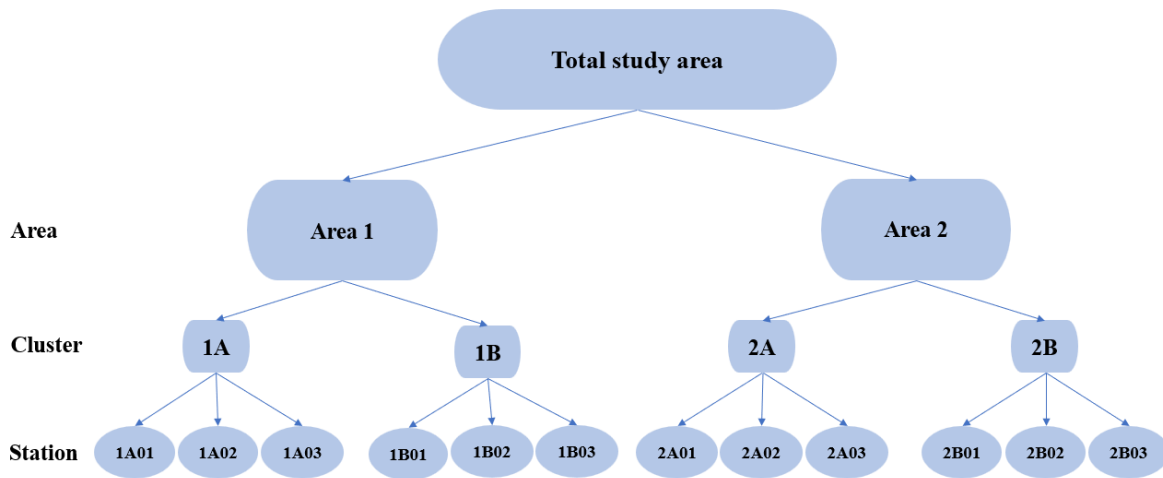 Total study area
Area
Area 1
Area 2
Cluster
1A
1B
2A
2B
Station
1A01
1A02
1A03
1B01
1B02
1B03
2A01
2A02
2A03
2B01
2B02
2B03